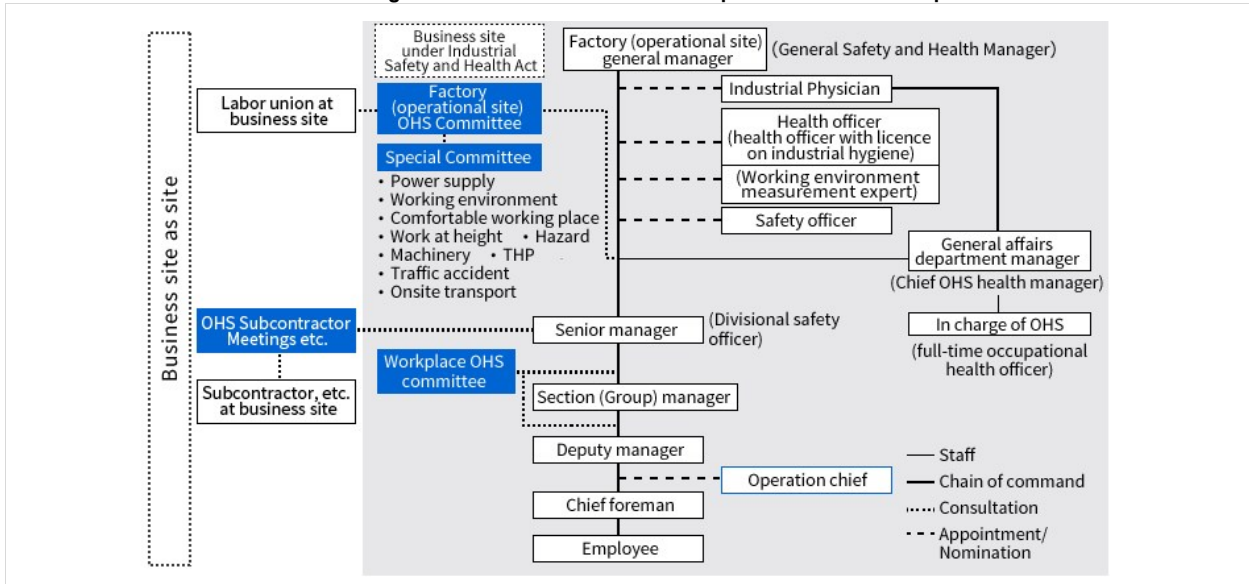 Business site as site
Labor union at
business site
OHS Subcontractor
Meetings etc.
Subcontractor, etc.
at business site
Business site
under Industrial
Safety and Health Act
Factory
(operational site)
OHS Committee
Special Committee
• Power supply
• Working environment
• Comfortable working place
• Work at height • Hazard
• Machinery • THP
• Traffic accident
• Onsite transport
Workplace OHS
committee
Factory (operational site)
general manager
(General Safety and Health Manager)
Industrial Physician
Health officer
(health officer with licence
on industrial hygiene)
(Working environment
measurement expert)
Safety officer
General affairs
department manager
(Chief OHS health manager)
In charge of OHS
(full-time occupational
health officer)
Senior manager
(Divisional safety
officer)
Section (Group) manager
Deputy manager
Operation chief
Chief foreman
Employee
Staff
Chain of command
Consultation
Appointment/
Nomination